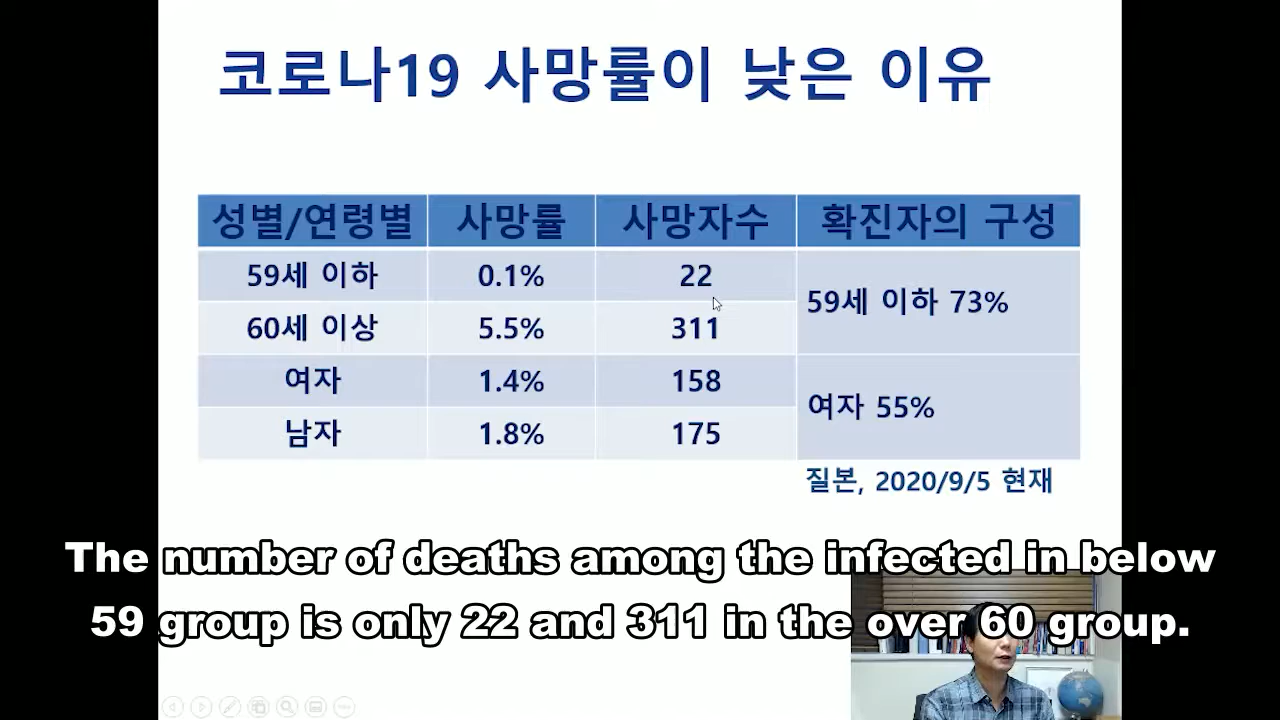 코로나19 사망률이 낮은 이유
성별/연령별 사망률 사망자수 확진자의 구성
59세 이하 0.1% 22 59세 이하 73%
60세 이상 5.5% 311
여자 1.4% 158 여자 55%
남자 1.8% 175
질본, 2020/9/5 현재
The number of deaths among the infected in below
59 group is only 22 and 311 in the over 60 group.